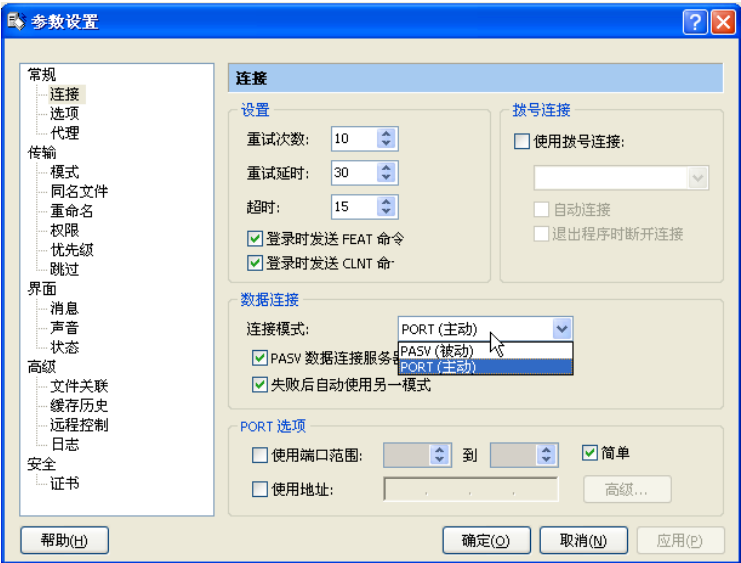 参数设置
常规
连接
选项
代理
传输
模式
同名文件
重命名
权限
优先级
跳过
界面
消息
声音
状态
高级
文件关联
缓存历史
远程控制
日志
安全
证书
连接
设置
重试次数: 10
重试延时: 30
超时: 15
登录时发送 FEAT 命令
登录时发送 CLNT 命
拨号连接
使用拨号连接:
自动连接
退出程序时断开连接
数据连接
连接模式: PORT (主动)
PASV (被动)
PORT (主动)
PASV 数据连接服务
失败后自动使用另一模式
PORT 选项
使用端口范围: 到 简单
使用地址: . . . 高级...
帮助(H) 确定(O) 取消(N) 应用(P)